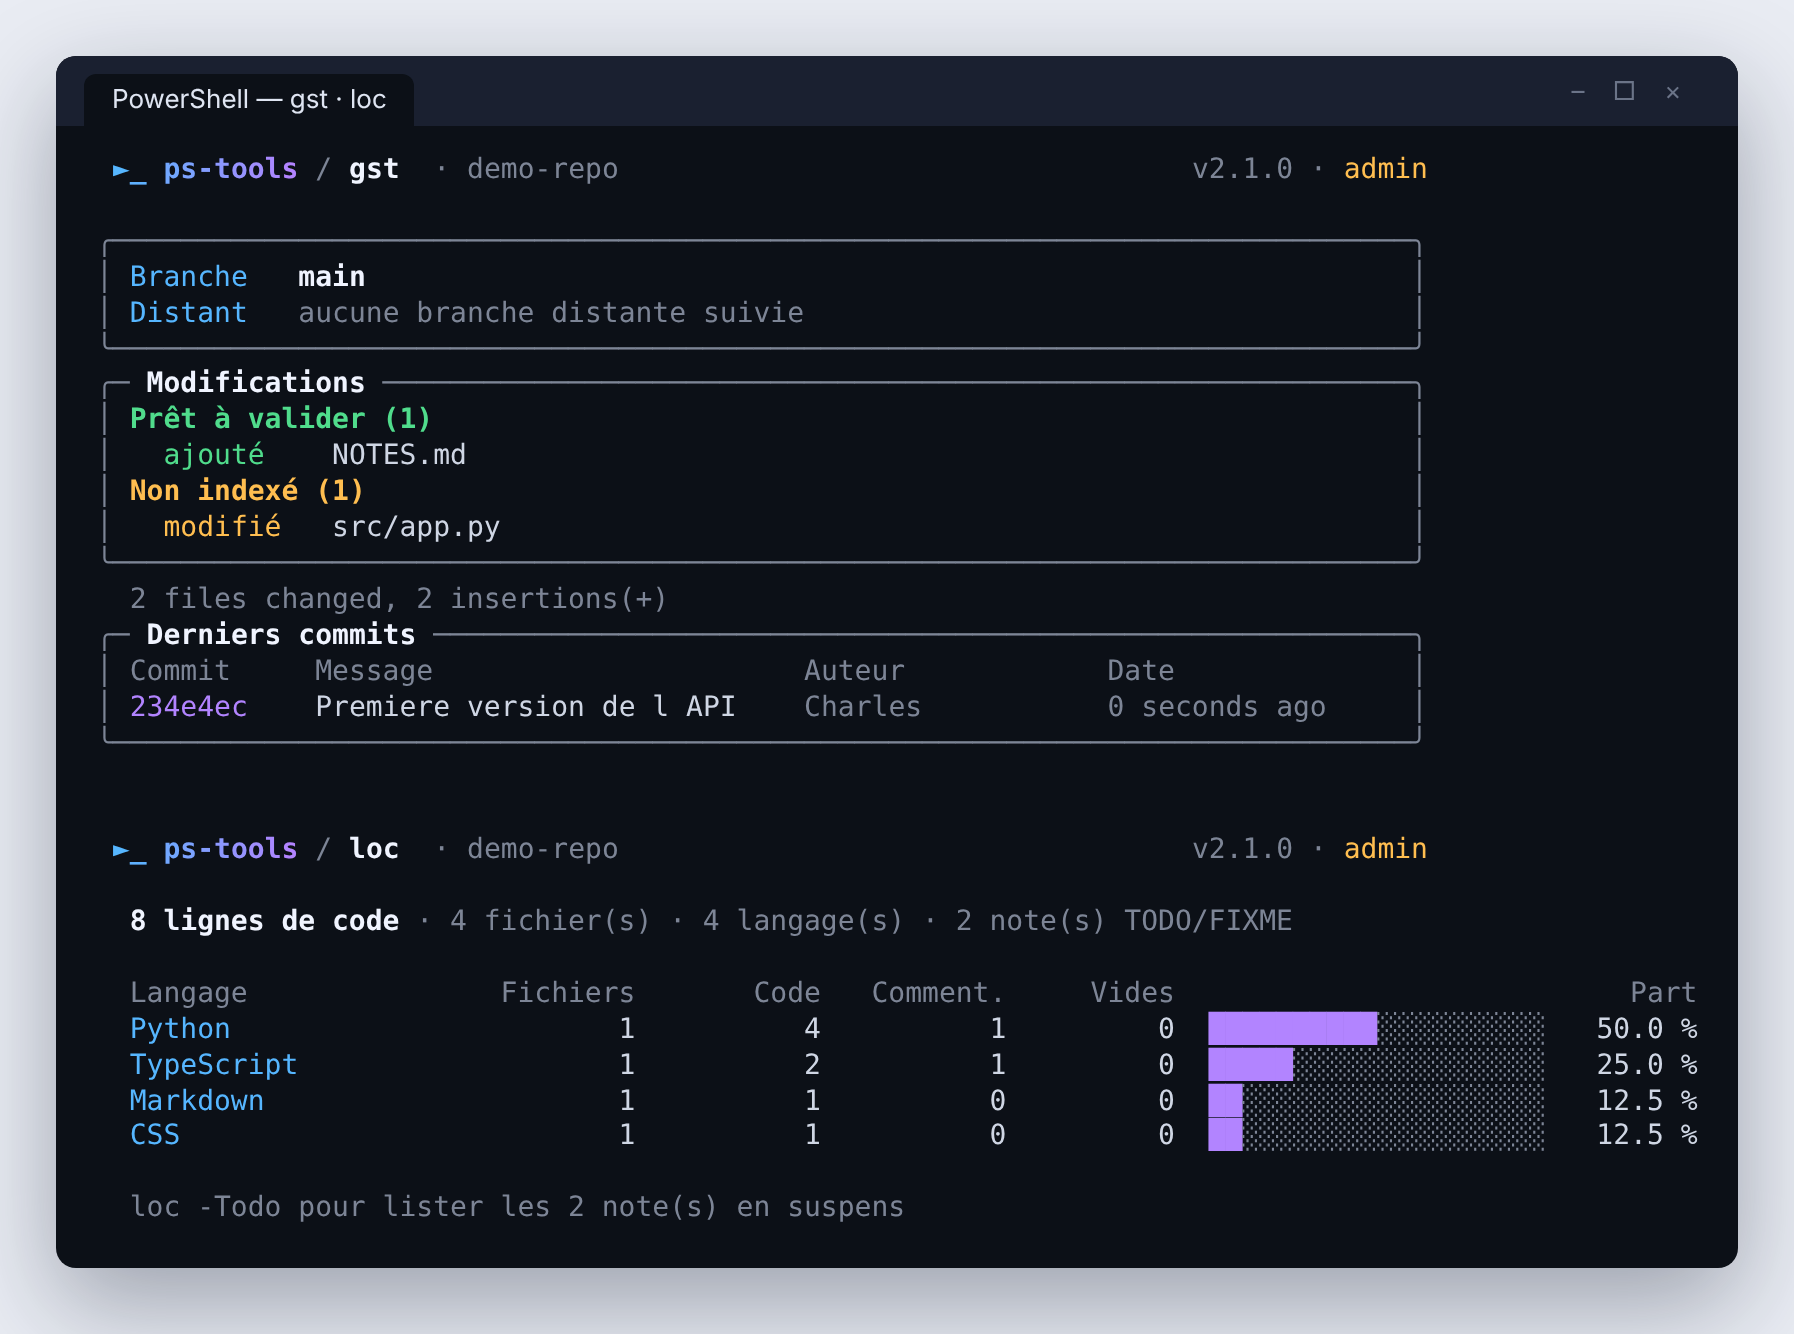 PowerShell — gst · loc
►_ ps-tools / gst · demo-repo v2.1.0 · admin
Branche main
Distant aucune branche distante suivie
Modifications
Prêt à valider (1)
ajouté NOTES.md
Non indexé (1)
modifié src/app.py
2 files changed, 2 insertions(+)
Derniers commits
Commit Message Auteur Date
234e4ec Premiere version de l API Charles 0 seconds ago
►_ ps-tools / loc · demo-repo v2.1.0 · admin
8 lignes de code · 4 fichier(s) · 4 langage(s) · 2 note(s) TODO/FIXME
Langage Fichiers Code Comment. Vides Part
Python 1 4 1 0 50.0 %
TypeScript 1 2 1 0 25.0 %
Markdown 1 1 0 0 12.5 %
CSS 1 1 0 0 12.5 %
loc -Todo pour lister les 2 note(s) en suspens